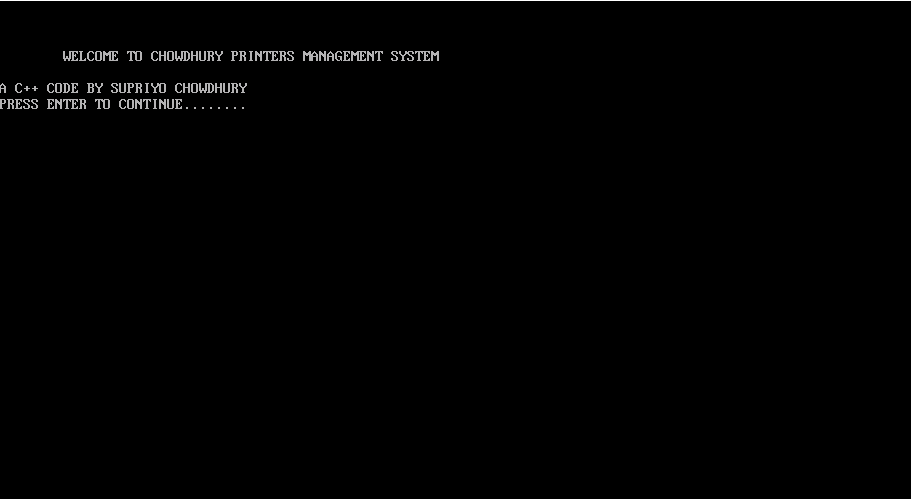 WELCOME TO CHOWDHURY PRINTERS MANAGEMENT SYSTEM
A C++ CODE BY SUPRIYO CHOWDHURY
PRESS ENTER TO CONTINUE........